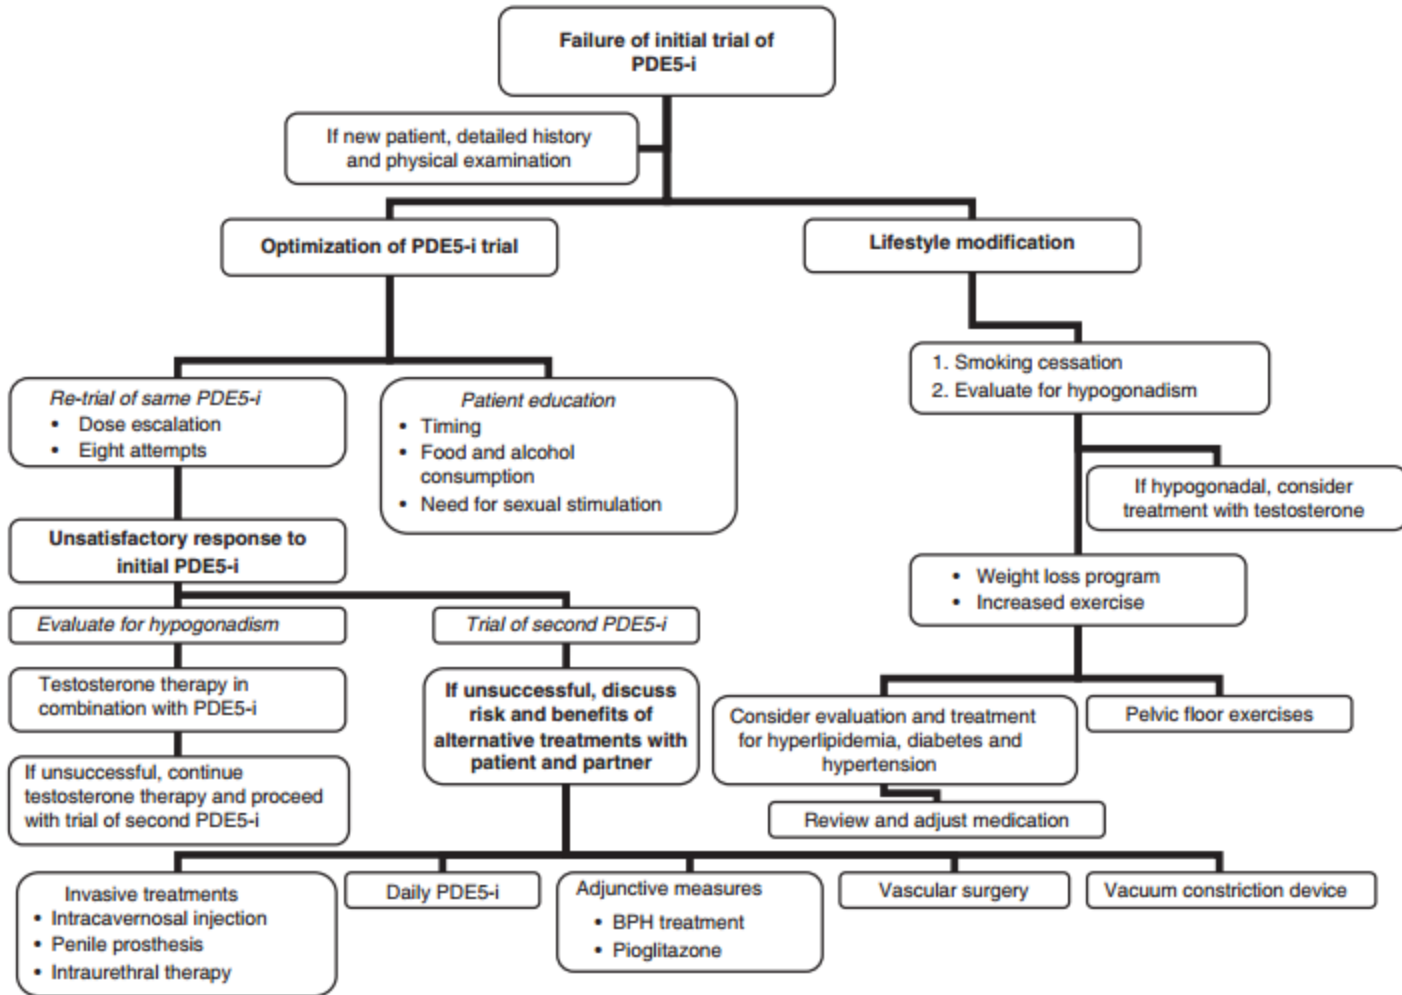 Failure of initial trial of
PDE5-i
If new patient, detailed history
and physical examination
Optimization of PDE5-i trial
Lifestyle modification
Re-trial of same PDE5-i
• Dose escalation
• Eight attempts
Patient education
• Timing
• Food and alcohol
consumption
• Need for sexual stimulation
1. Smoking cessation
2. Evaluate for hypogonadism
If hypogonadal, consider
treatment with testosterone
Unsatisfactory response to
initial PDE5-i
• Weight loss program
• Increased exercise
Evaluate for hypogonadism
Trial of second PDE5-i
Testosterone therapy in
combination with PDE5-i
If unsuccessful, discuss
risk and benefits of
alternative treatments with
patient and partner
Consider evaluation and treatment
for hyperlipidemia, diabetes and
hypertension
Pelvic floor exercises
If unsuccessful, continue
testosterone therapy and proceed
with trial of second PDE5-i
Review and adjust medication
Invasive treatments
• Intracavernosal injection
• Penile prosthesis
• Intraurethral therapy
Daily PDE5-i
Adjunctive measures
• BPH treatment
• Pioglitazone
Vascular surgery
Vacuum constriction device